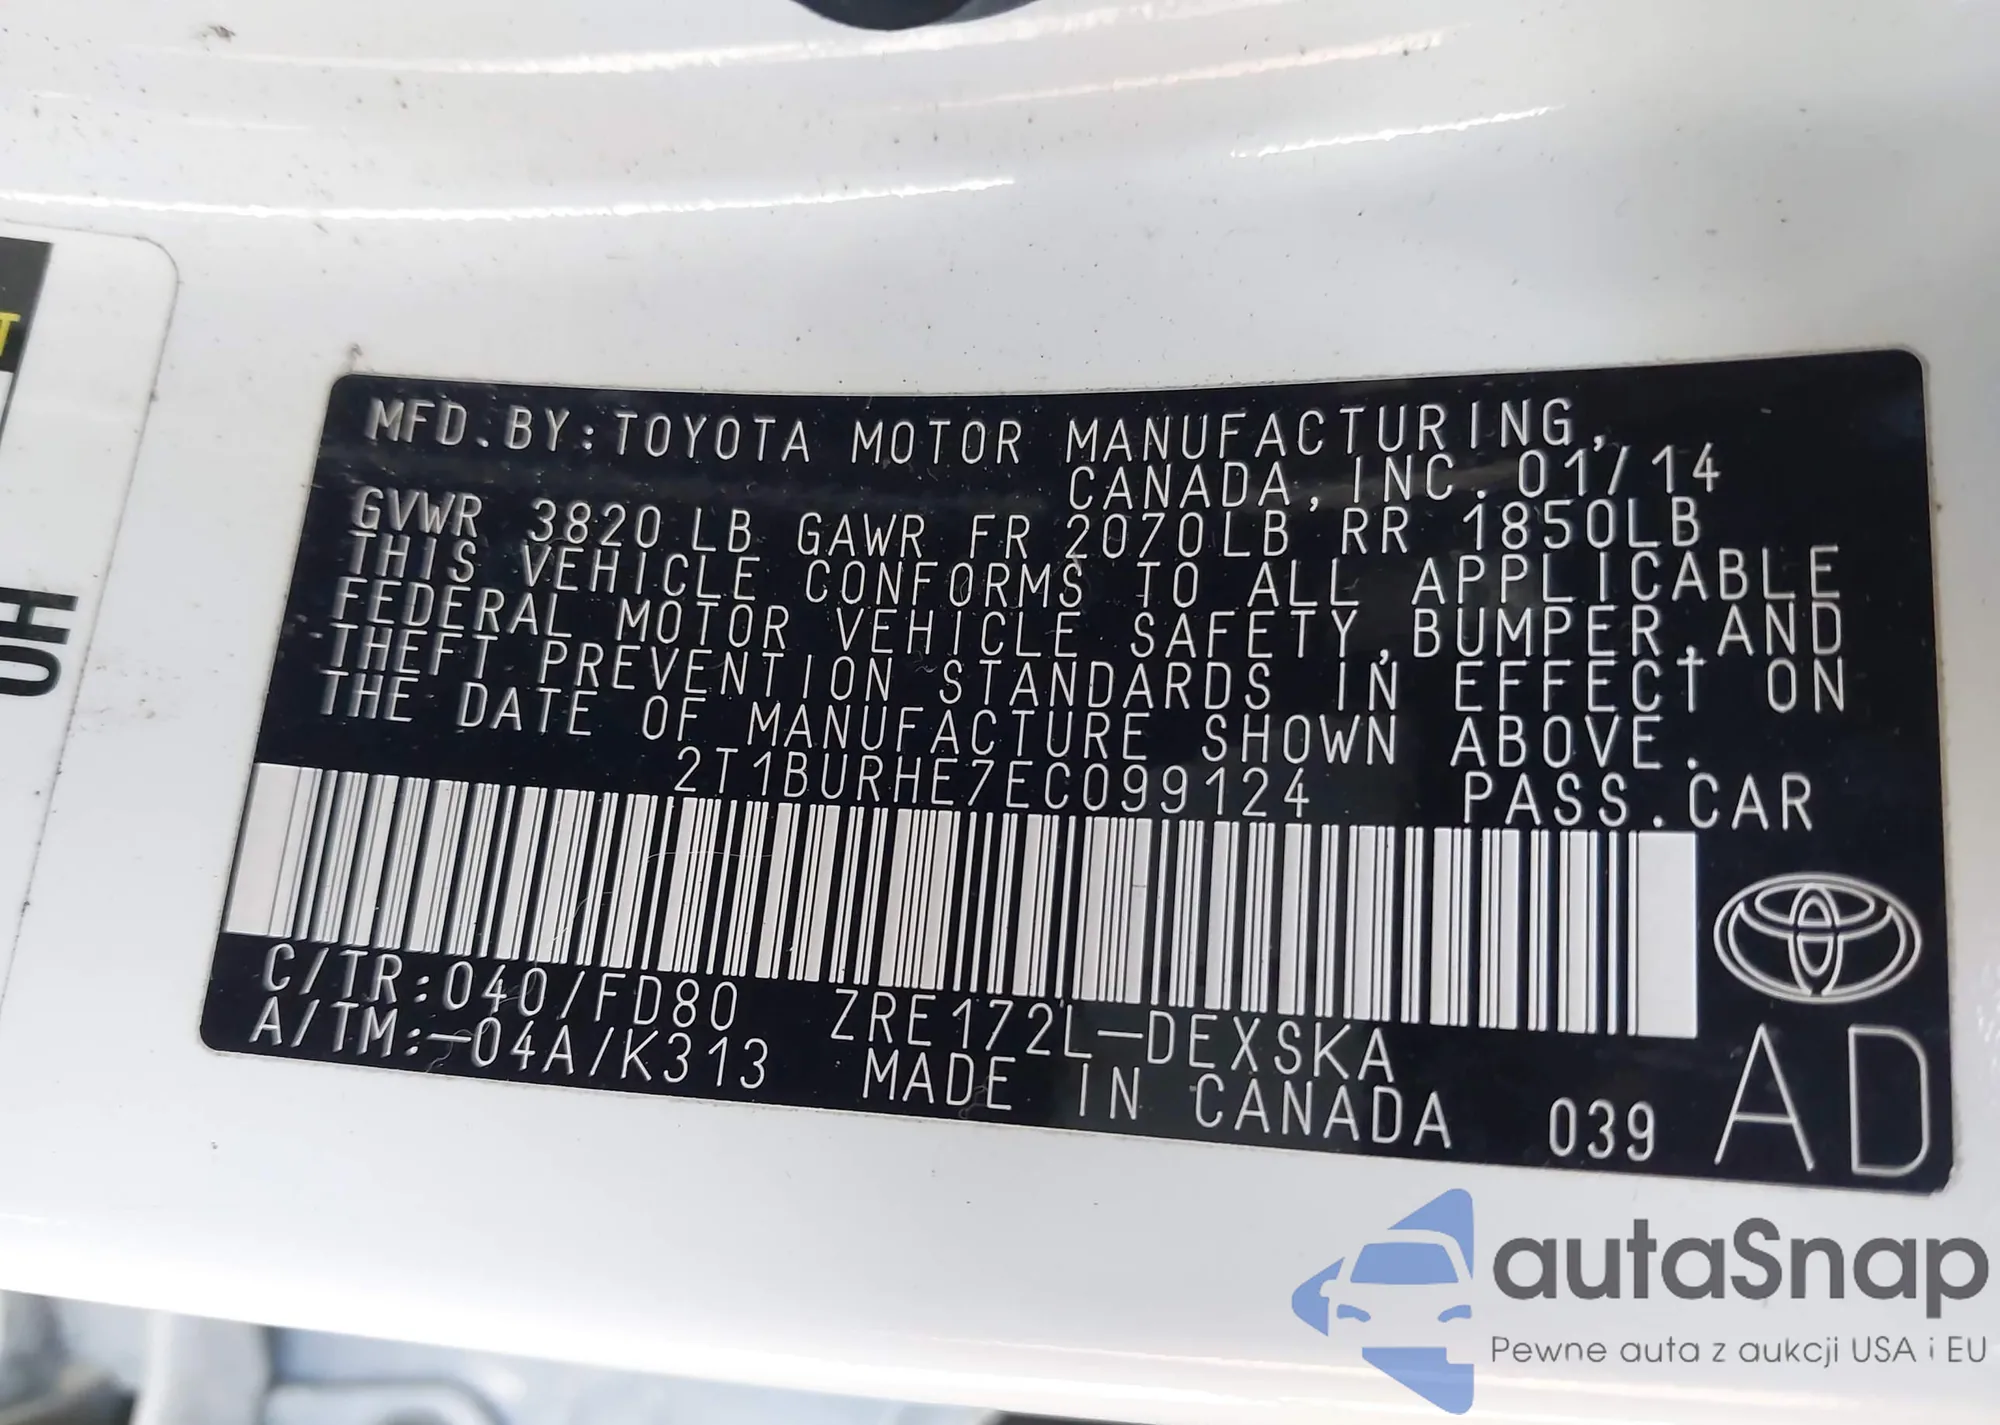 T
OH
MFD.BY:TOYOTA MOTOR MANUFACTURING,
CANADA,INC.01/14
GVWR 3820LB GAWR FR 2070LB RR 1850LB
THIS VEHICLE CONFORMS TO ALL APPLICABLE
FEDERAL MOTOR VEHICLE SAFETY,BUMPER,AND
THEFT PREVENTION STANDARDS IN EFFECT ON
THE DATE OF MANUFACTURE SHOWN ABOVE.
2T1BURHE7EC099124 PASS.CAR
C/TR:040/FD80 ZRE172L-DEXSKA
A/TM:-04A/K313 MADE IN CANADA 039 AD
autaSnap
Pewne auta z aukcji USA i EU